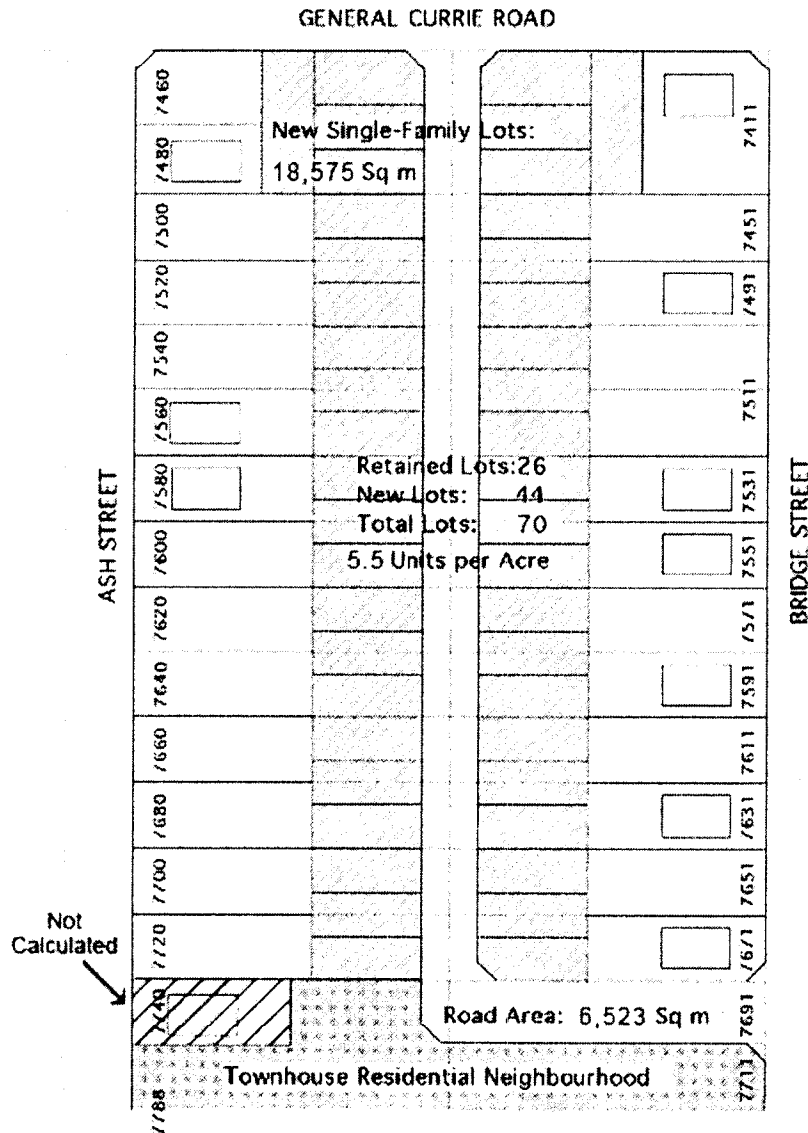 GENERAL CURRIE ROAD
7460
7480
7500
7520
7540
7560
7580
7600
7620
7640
7660
7680
7700
7720
7740
7788
ASH STREET
New Single-Family Lots:
18,575 Sq m
Retained Lots:26
New Lots: 44
Total Lots: 70
5.5 Units per Acre
7411
7451
7491
7511
7531
7551
7571
7591
7611
7631
7651
7671
7691
7711
BRIDGE STREET
Not
Calculated
Road Area: 6,523 Sq m
Townhouse Residential Neighbourhood